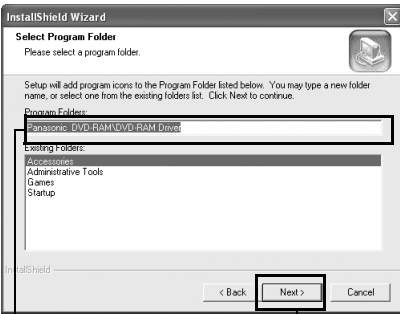 InstallShield Wizard
Select Program Folder
Please select a program folder.
Setup will add program icons to the Program Folder listed below. You may type a new folder
name, or select one from the existing folders list. Click Next to continue.
Program Folders:
Panasonic DVD-RAM\DVD-RAM Driver
Existing Folders:
Accessories
Administrative Tools
Games
Startup
InstallShield
< Back
Next >
Cancel